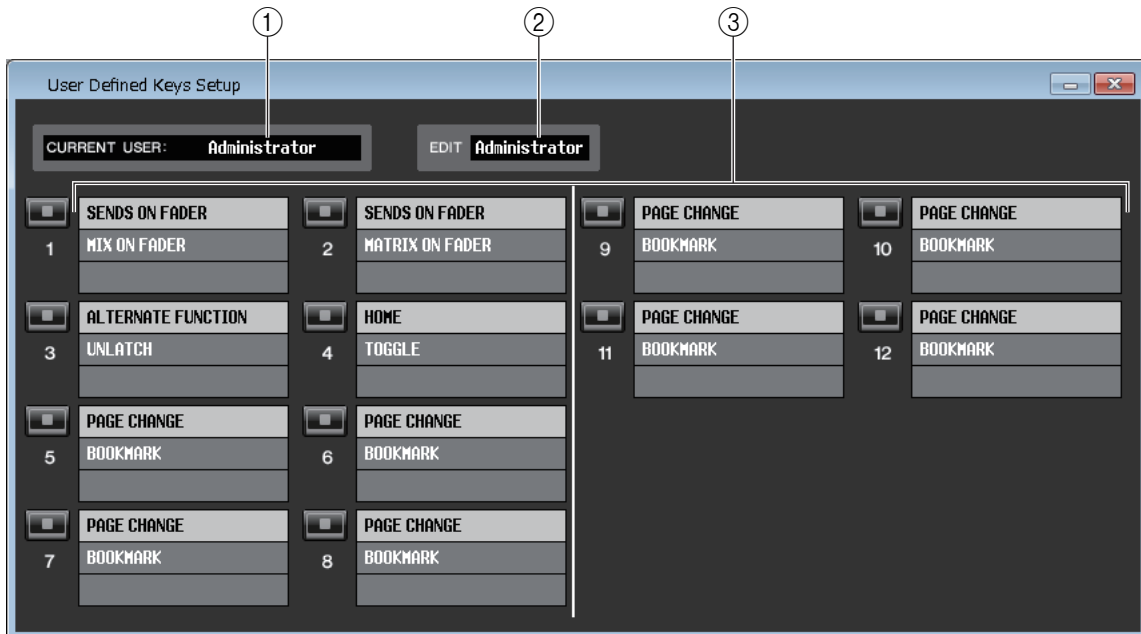 ① ② ③
User Defined Keys Setup
CURRENT USER: Administrator EDIT Administrator
SENDS ON FADER SENDS ON FADER PAGE CHANGE PAGE CHANGE
1 MIX ON FADER 2 MATRIX ON FADER 9 BOOKMARK 10 BOOKMARK
ALTERNATE FUNCTION HOME PAGE CHANGE PAGE CHANGE
3 UNLATCH 4 TOGGLE 11 BOOKMARK 12 BOOKMARK
PAGE CHANGE PAGE CHANGE
5 BOOKMARK 6 BOOKMARK
PAGE CHANGE PAGE CHANGE
7 BOOKMARK 8 BOOKMARK